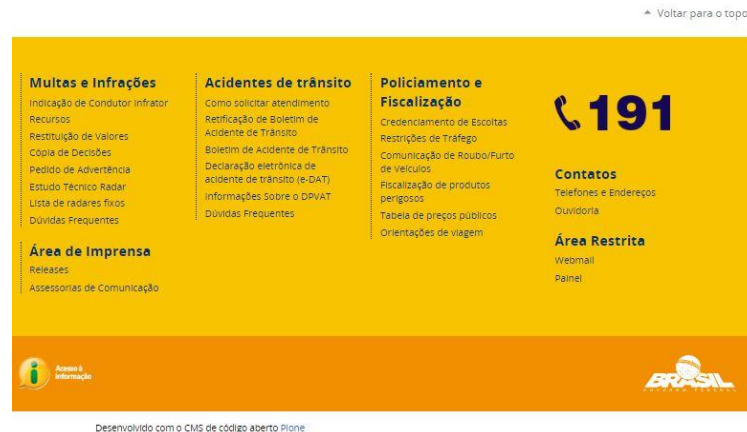 Voltar para o topo
Multas e Infrações
Indicação de Condutor Infrator
Recursos
Restituição de Valores
Cópia de Decisões
Pedido de Advertência
Estudo Técnico Radar
Lista de radares fixos
Dúvidas Frequentes
Área de Imprensa
Releases
Assessorias de Comunicação
Acidentes de trânsito
Como solicitar atendimento
Retificação de Boletim de
Acidente de Trânsito
Boletim de Acidente de Trânsito
Declaração eletrônica de
acidente de trânsito (e-DAT)
Informações Sobre o DPVAT
Dúvidas Frequentes
Policiamento e
Fiscalização
Credenciamento de Escoltas
Restrições de Tráfego
Comunicação de Roubo/Furto
de Veículos
Fiscalização de produtos
perigosos
Tabela de preços públicos
Orientações de viagem
191
Contatos
Telefones e Endereços
Ouvidoria
Área Restrita
Webmail
Painel
Acesso à
Informação
BRASIL
GOVERNO FEDERAL
Desenvolvido com o CMS de código aberto Plone